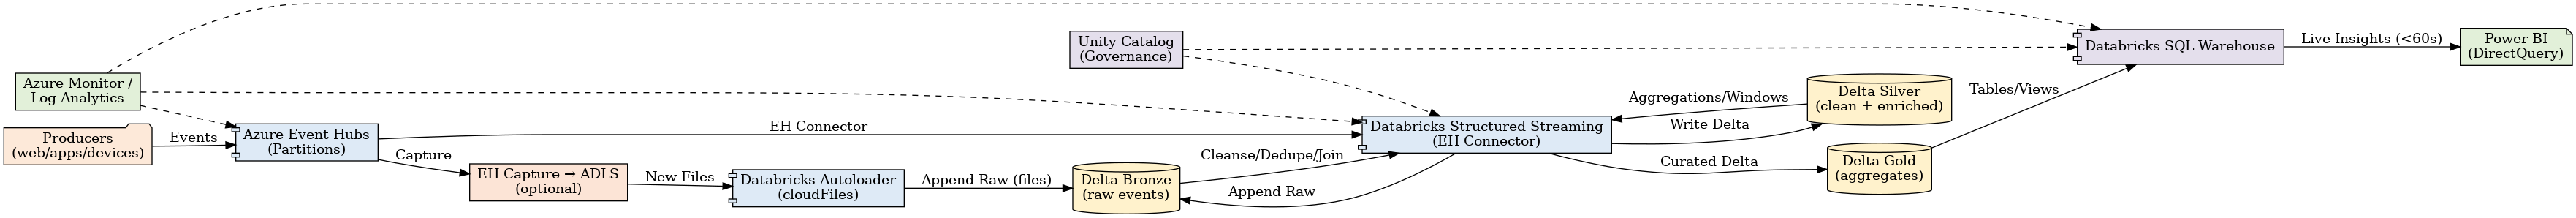 Azure Monitor /
Log Analytics
Producers
(web/apps/devices)
Events
Azure Event Hubs
(Partitions)
EH Connector
Capture
EH Capture → ADLS
(optional)
New Files
Databricks Autoloader
(cloudFiles)
Append Raw (files)
Unity Catalog
(Governance)
Delta Bronze
(raw events)
Cleanse/Dedupe/Join
Append Raw
Databricks Structured Streaming
(EH Connector)
Aggregations/Windows
Write Delta
Curated Delta
Delta Silver
(clean + enriched)
Delta Gold
(aggregates)
Tables/Views
Databricks SQL Warehouse
Live Insights (<60s)
Power BI
(DirectQuery)